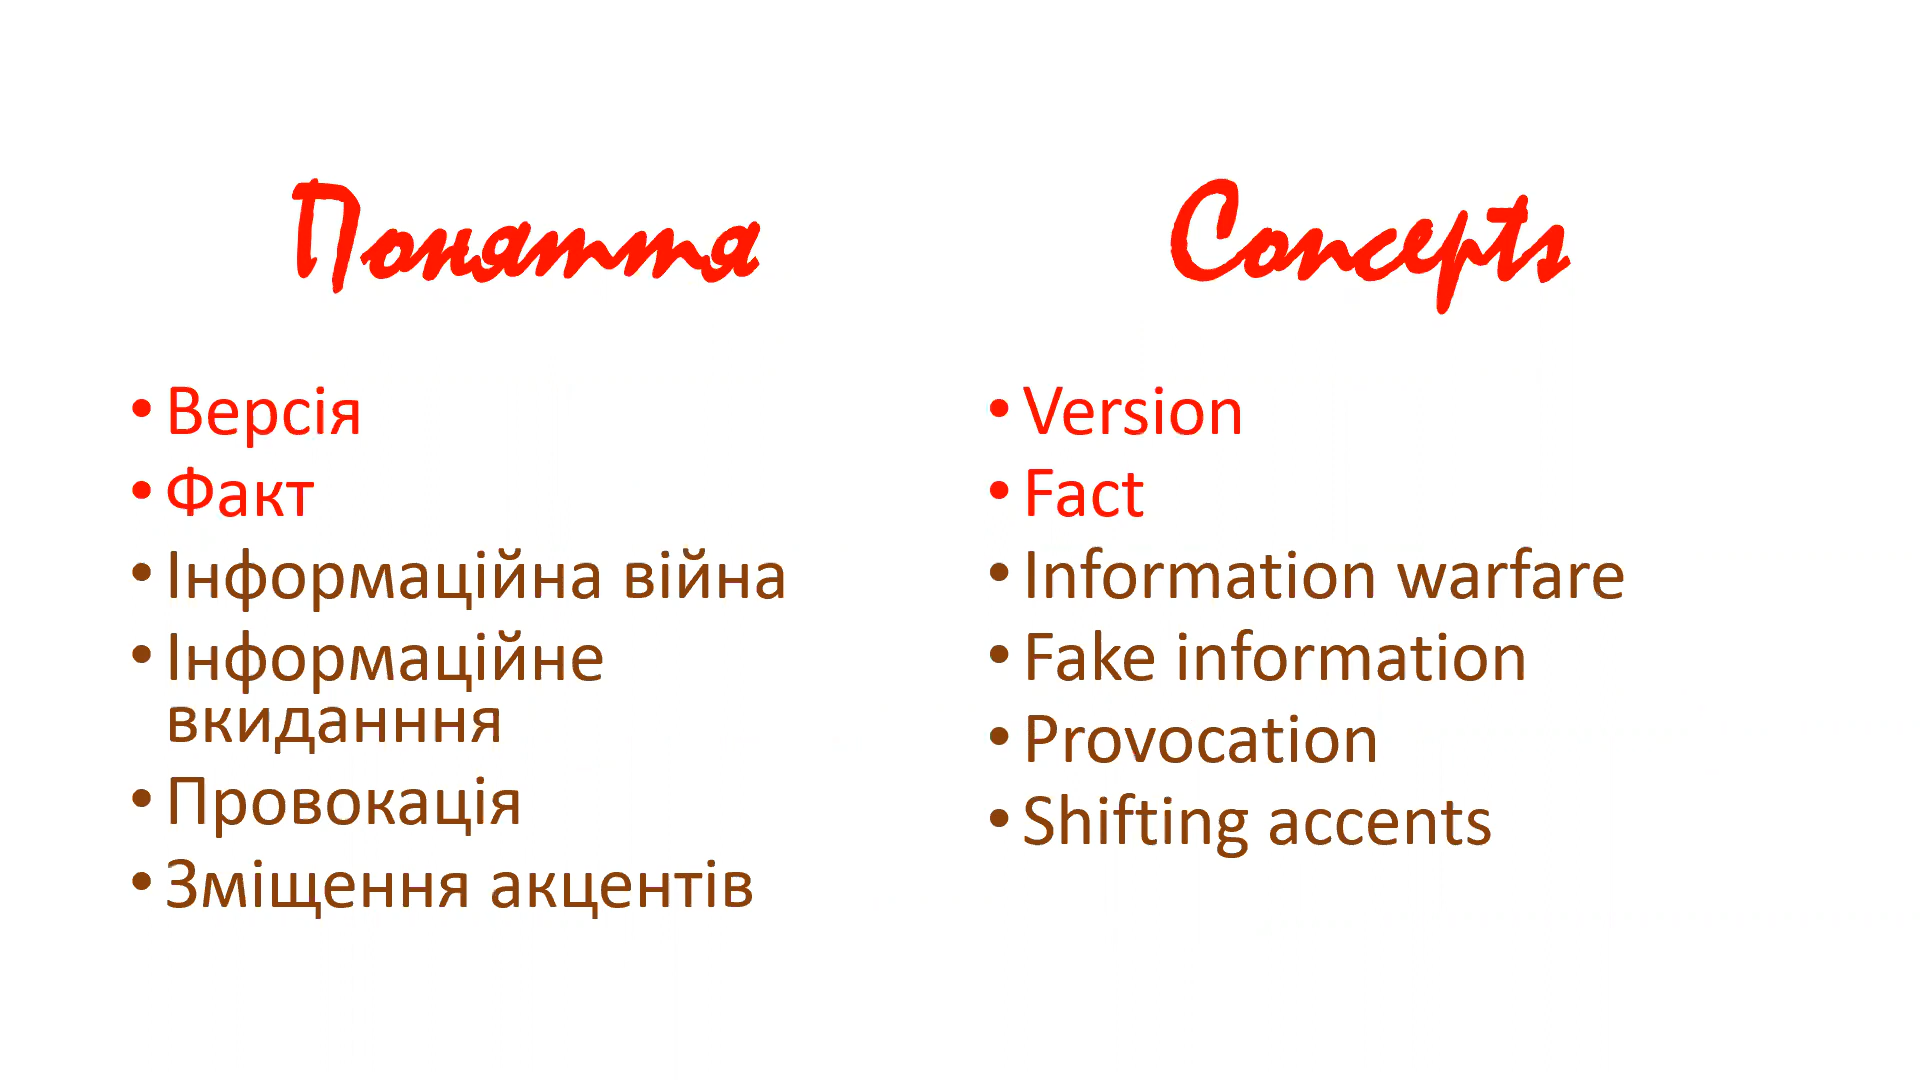 Поняття
• Версія
• Факт
• Інформаційна війна
• Інформаційне
вкиданння
• Провокація
• Зміщення акцентів
Concepts
• Version
• Fact
• Information warfare
• Fake information
• Provocation
• Shifting accents